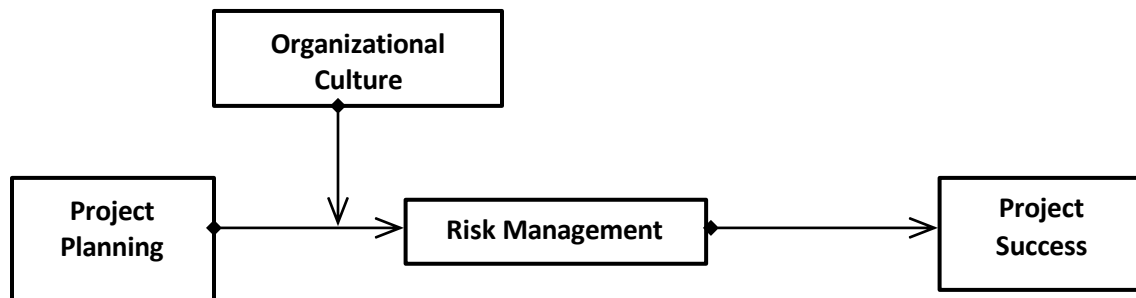 Organizational
Culture
Project
Planning
Risk Management
Project
Success